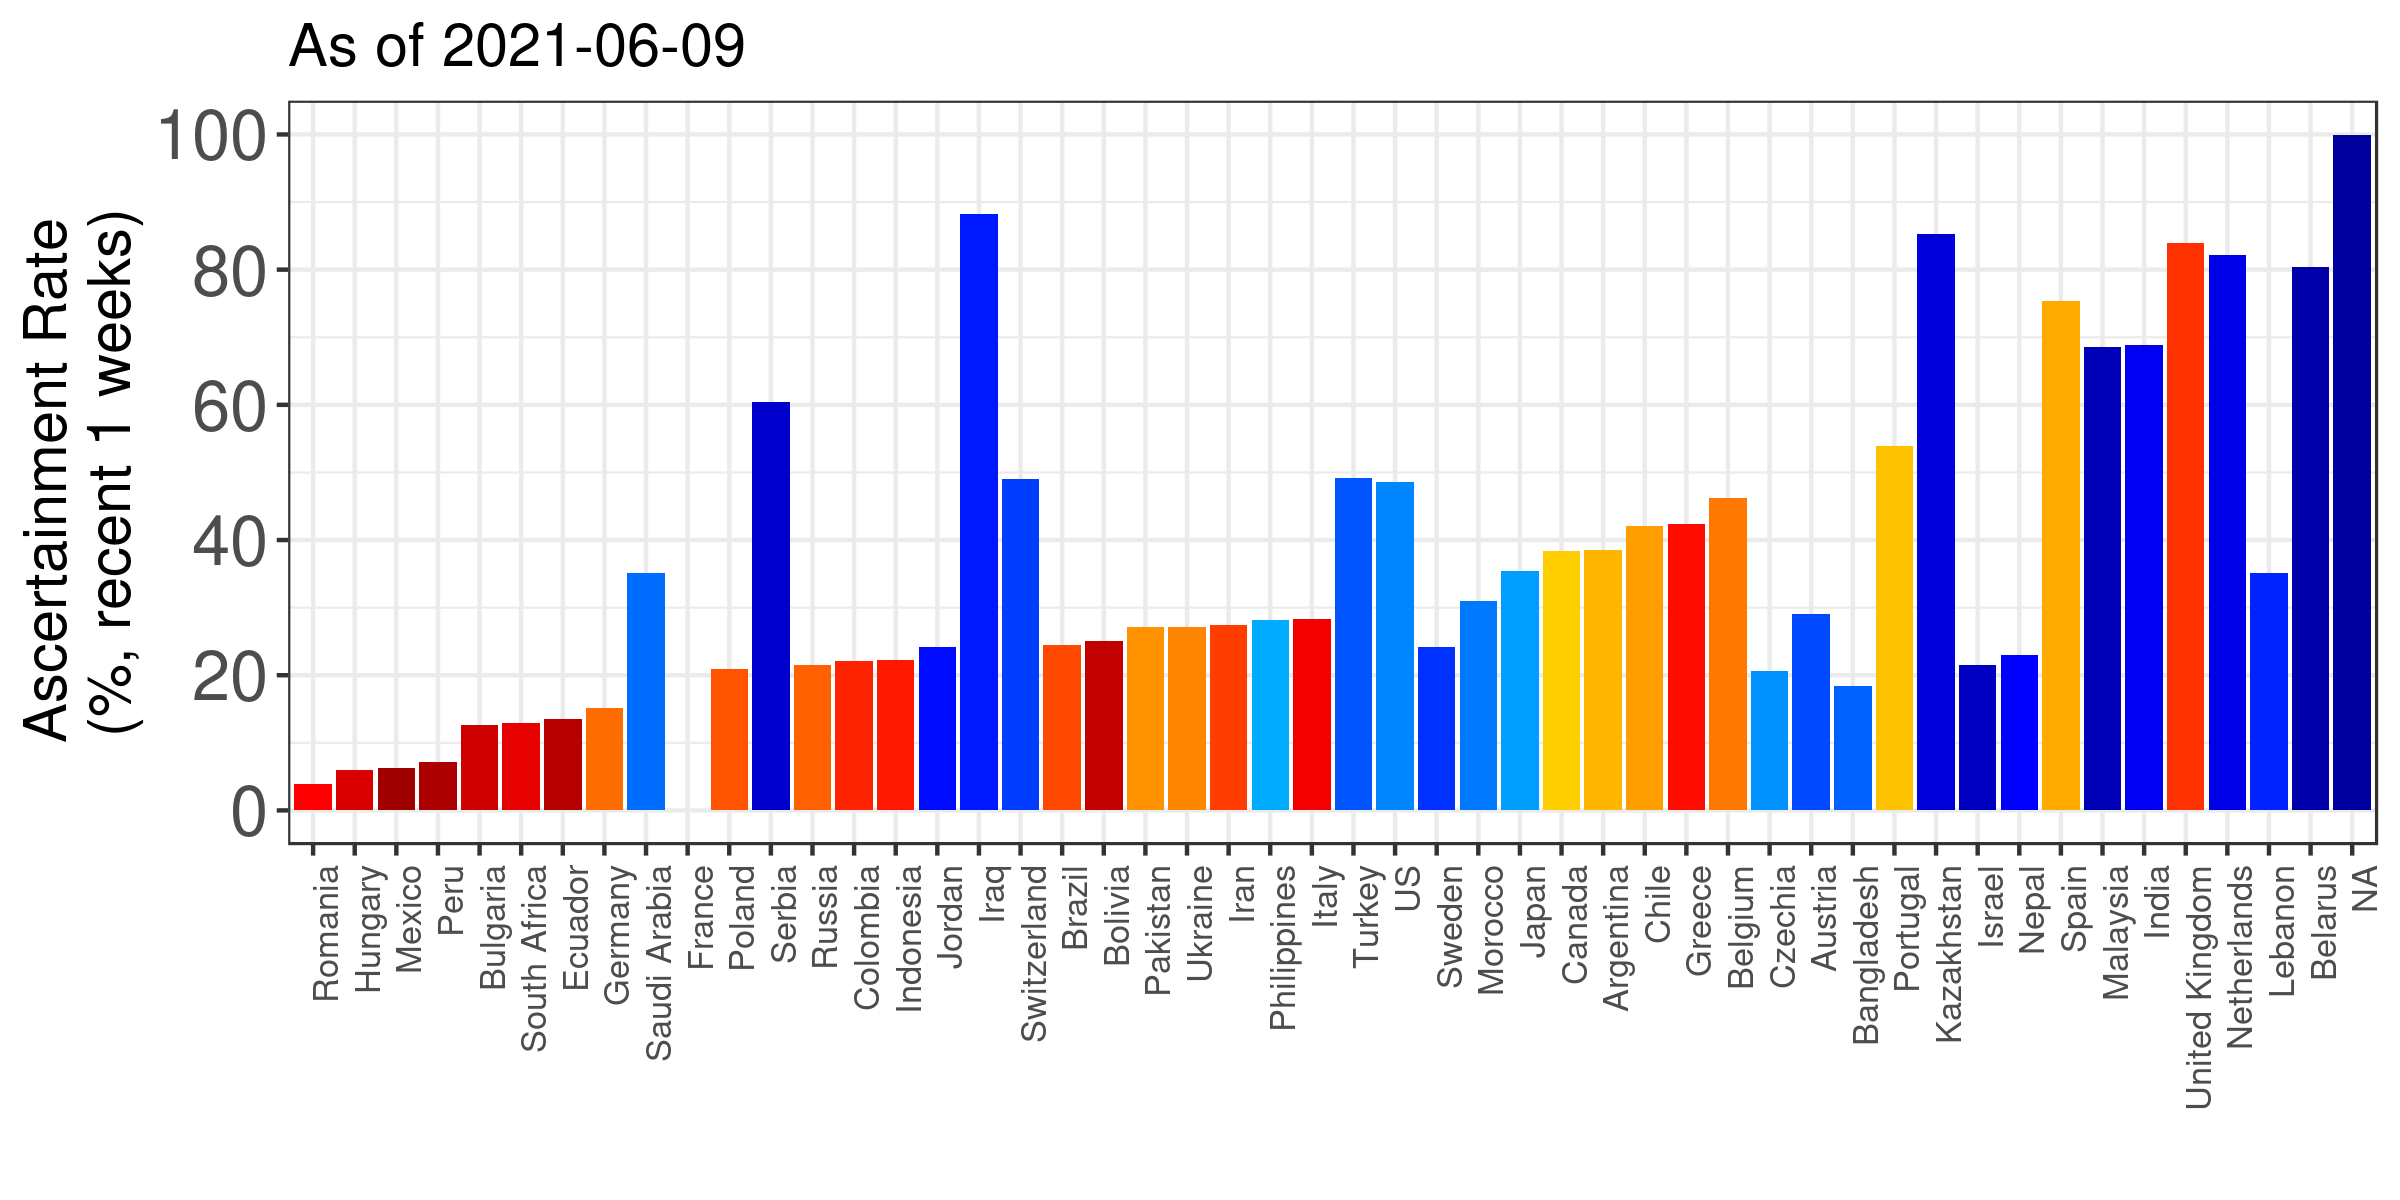 As of 2021-06-09
Ascertainment Rate
(%, recent 1 weeks)
100
80
60
40
20
0
Romania
Hungary
Mexico
Peru
Bulgaria
South Africa
Ecuador
Germany
Saudi Arabia
France
Poland
Serbia
Russia
Colombia
Indonesia
Jordan
Iraq
Switzerland
Brazil
Bolivia
Pakistan
Ukraine
Iran
Philippines
Italy
Turkey
US
Sweden
Morocco
Japan
Canada
Argentina
Chile
Greece
Belgium
Czechia
Austria
Bangladesh
Portugal
Kazakhstan
Israel
Nepal
Spain
Malaysia
India
United Kingdom
Netherlands
Lebanon
Belarus
NA